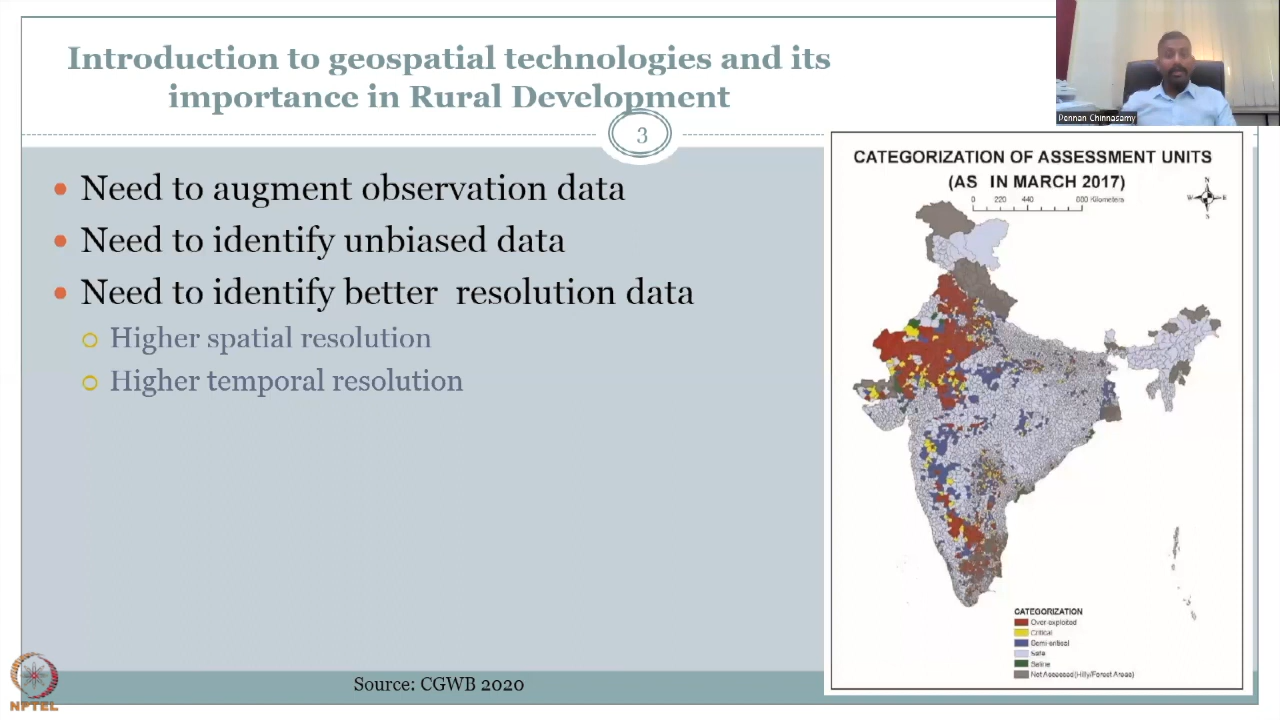 Introduction to geospatial technologies and its
importance in Rural Development
3
Pennan Chinnasamy
• Need to augment observation data
• Need to identify unbiased data
• Need to identify better resolution data
Higher spatial resolution
Higher temporal resolution
CATEGORIZATION OF ASSESSMENT UNITS
(AS IN MARCH 2017)
0 220 440 880 Kilometers
N
W E
S
CATEGORIZATION
Over-exploited
Critical
Semi-critical
Safe
Saline
Not Assessed(Hilly/Forest Areas)
Source: CGWB 2020
NPTEL